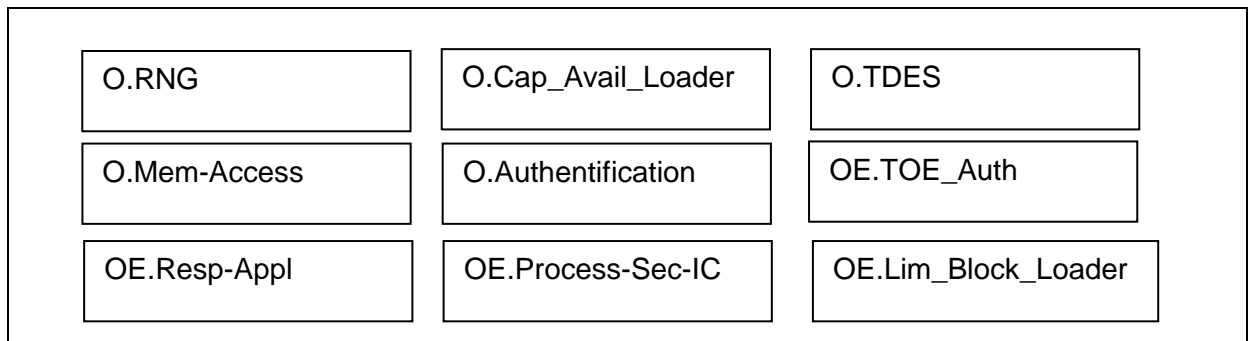 O.RNG
O.Cap_Avail_Loader
O.TDES
O.Mem-Access
O.Authentification
OE.TOE_Auth
OE.Resp-Appl
OE.Process-Sec-IC
OE.Lim_Block_Loader